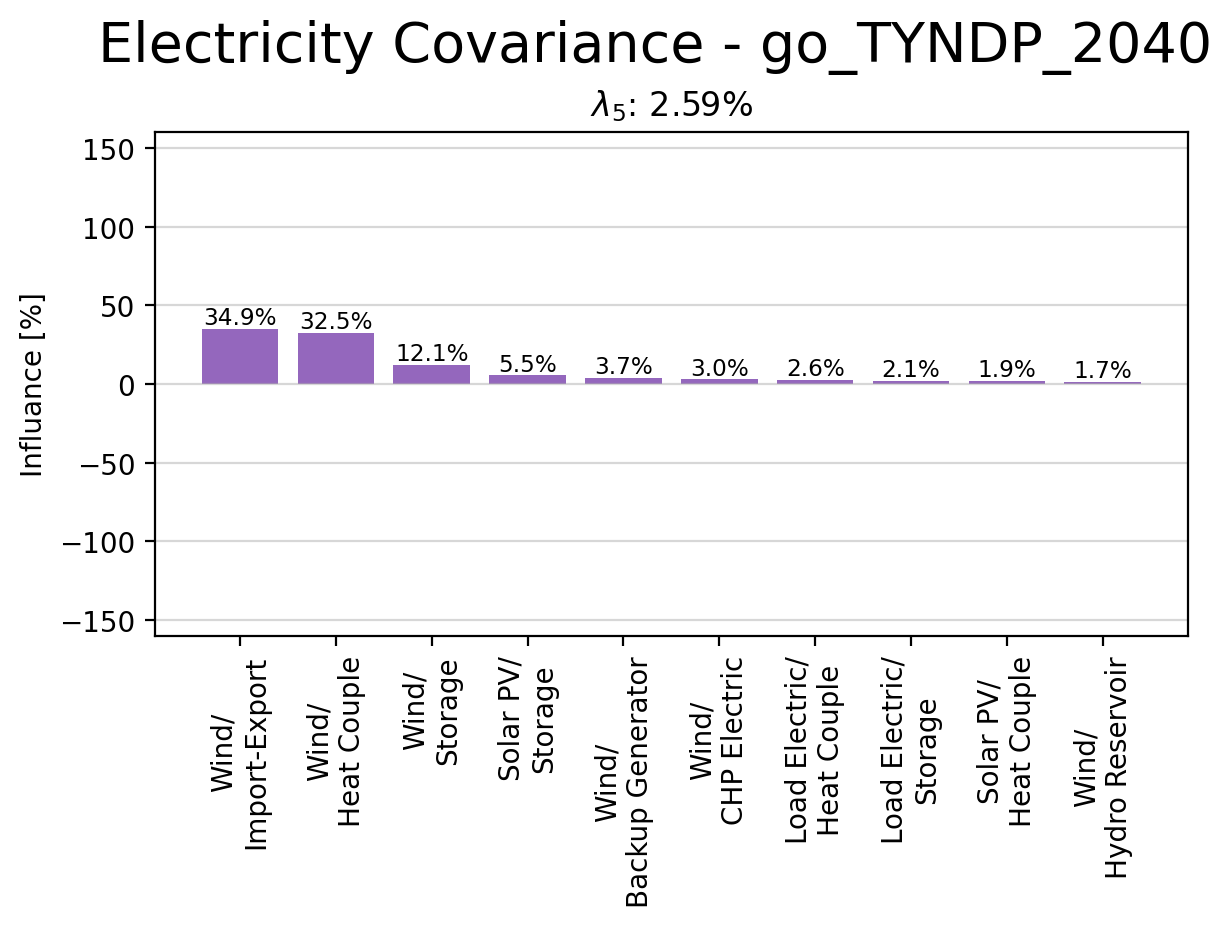 Electricity Covariance - go_TYNDP_2040
λ5: 2.59%
Influance [%]
150
100
50
0
−50
−100
−150
34.9%
32.5%
12.1%
5.5%
3.7%
3.0%
2.6%
2.1%
1.9%
1.7%
Wind/
Import-Export
Wind/
Heat Couple
Wind/
Storage
Solar PV/
Storage
Wind/
Backup Generator
Wind/
CHP Electric
Load Electric/
Heat Couple
Load Electric/
Storage
Solar PV/
Heat Couple
Wind/
Hydro Reservoir